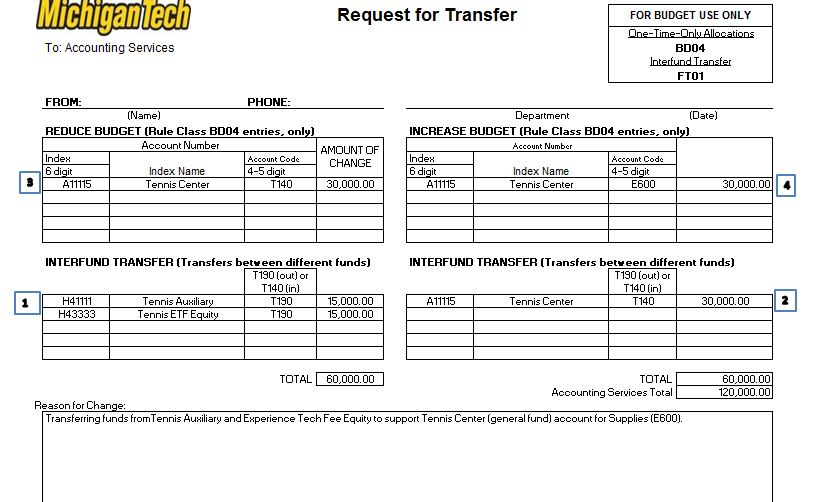 MichiganTech
Request for Transfer
FOR BUDGET USE ONLY
One-Time-Only Allocations
BD04
Interfund Transfer
FT01
To: Accounting Services
FROM: PHONE:
(Name) Department (Date)
REDUCE BUDGET (Rule Class BD04 entries, only) INCREASE BUDGET (Rule Class BD04 entries, only)
Account Number AMOUNT OF CHANGE Account Number
Index Account Code Index Account Code
6 digit Index Name 4-5 digit 6 digit Index Name 4-5 digit
3 A11115 Tennis Center T140 30,000.00 A11115 Tennis Center E600 30,000.00 4
INTERFUND TRANSFER (Transfers between different funds) INTERFUND TRANSFER (Transfers between different funds)
T190 (out) or T190 (out) or
T140 (in) T140 (in)
1 H41111 Tennis Auxiliary T190 15,000.00 A11115 Tennis Center T140 30,000.00 2
H43333 Tennis ETF Equity T190 15,000.00
TOTAL 60,000.00 TOTAL 60,000.00
Accounting Services Total 120,000.00
Reason for Change:
Transferring funds fromTennis Auxiliary and Experience Tech Fee Equity to support Tennis Center (general fund) account for Supplies (E600).